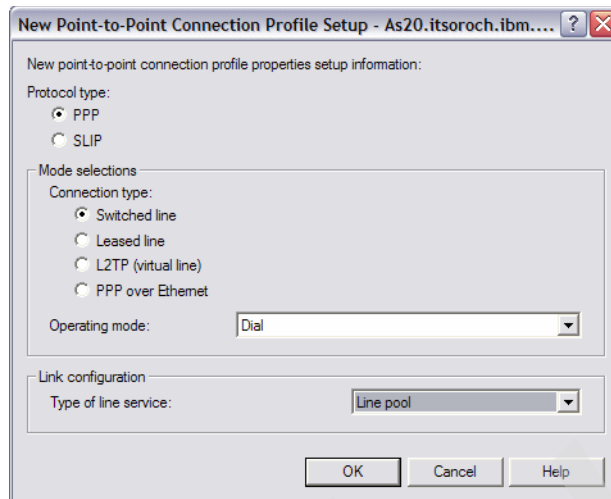 New Point-to-Point Connection Profile Setup - As20.itsoroch.ibm....
New point-to-point connection profile properties setup information:
Protocol type:
PPP
SLIP
Mode selections
Connection type:
Switched line
Leased line
L2TP (virtual line)
PPP over Ethernet
Operating mode: Dial
Link configuration
Type of line service: Line pool
OK Cancel Help